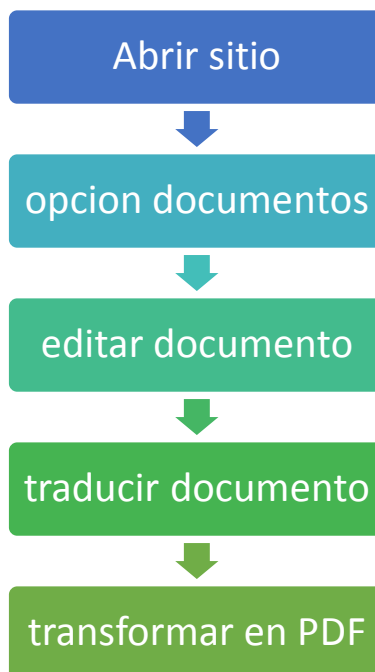 Abrir sitio
opcion documentos
editar documento
traducir documento
transformar en PDF